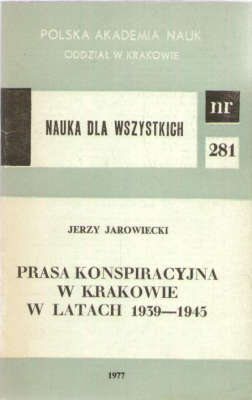 POLSKA AKADEMIA NAUK
ODDZIAŁ W KRAKOWIE
nr
NAUKA DLA WSZYSTKICH
281
JERZY JAROWIECKI
PRASA KONSPIRACYJNA
W KRAKOWIE
W LATACH 1939—1945
1977